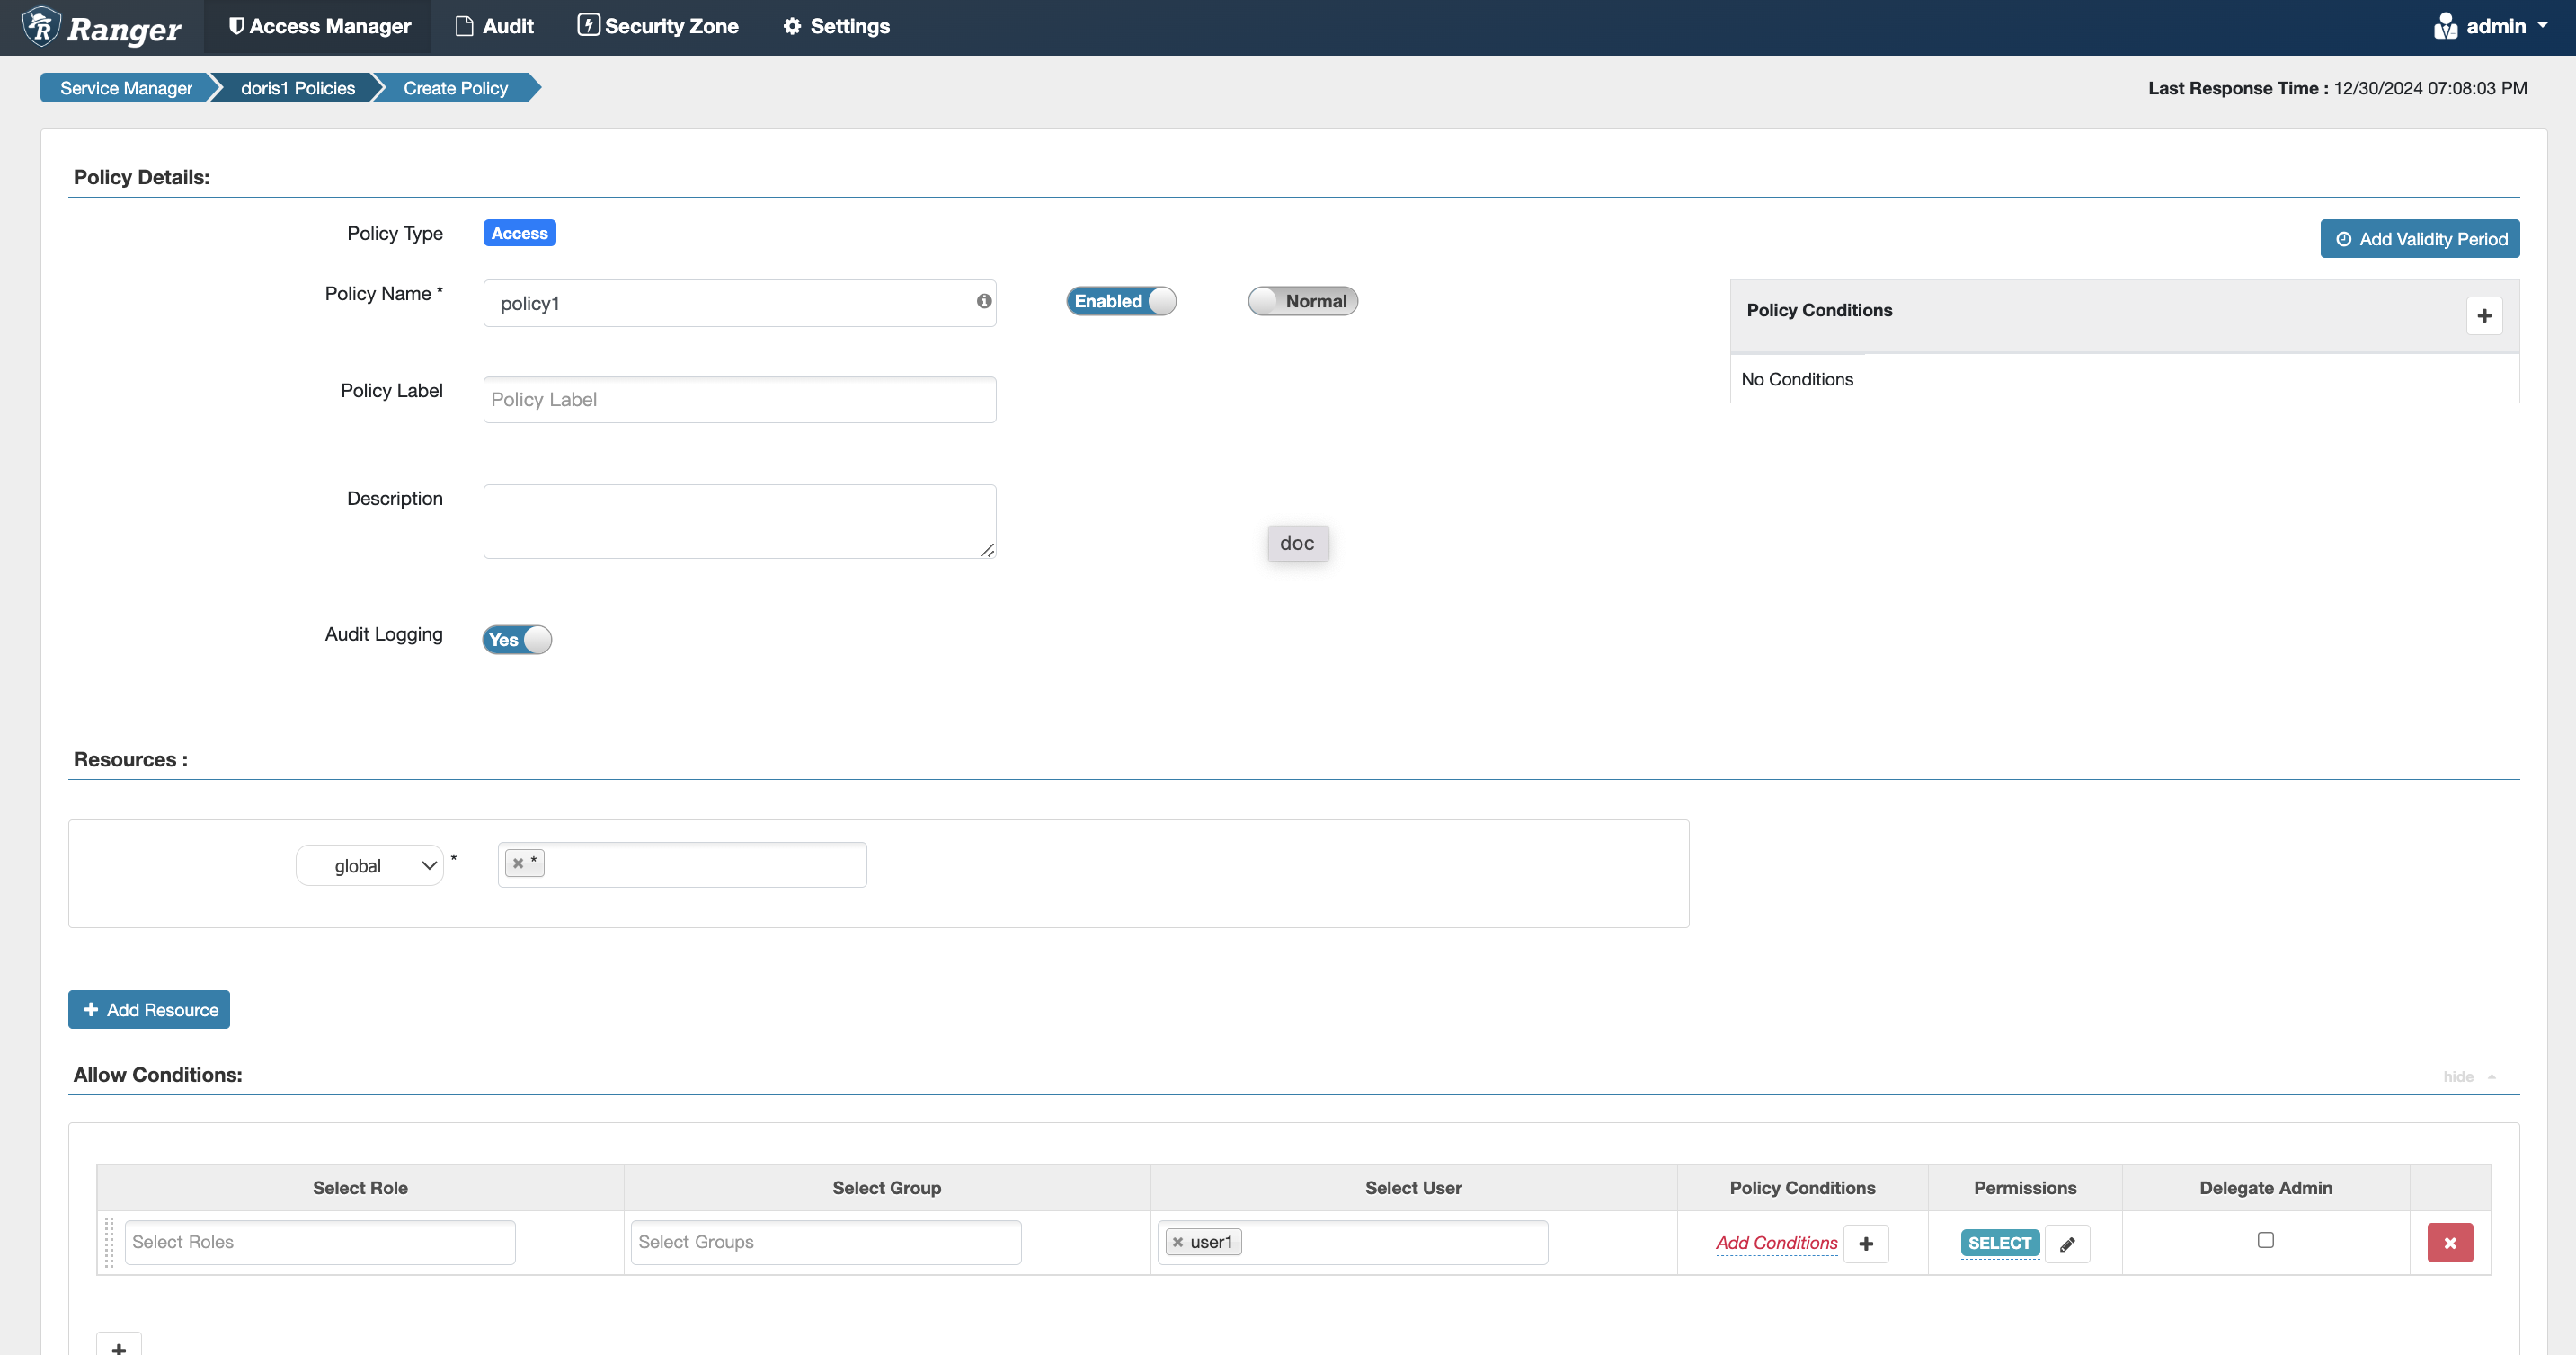 Ranger Access Manager Audit Security Zone Settings admin
Service Manager doris1 Policies Create Policy Last Response Time : 12/30/2024 07:08:03 PM
Policy Details:
Policy Type Access
Add Validity Period
Policy Name * policy1 Enabled Normal
Policy Conditions
No Conditions
Policy Label Policy Label
Description
doc
Audit Logging Yes
Resources :
global * × *
+ Add Resource
Allow Conditions:
hide
Select Role Select Group Select User Policy Conditions Permissions Delegate Admin
Select Roles Select Groups × user1 Add Conditions + SELECT
+